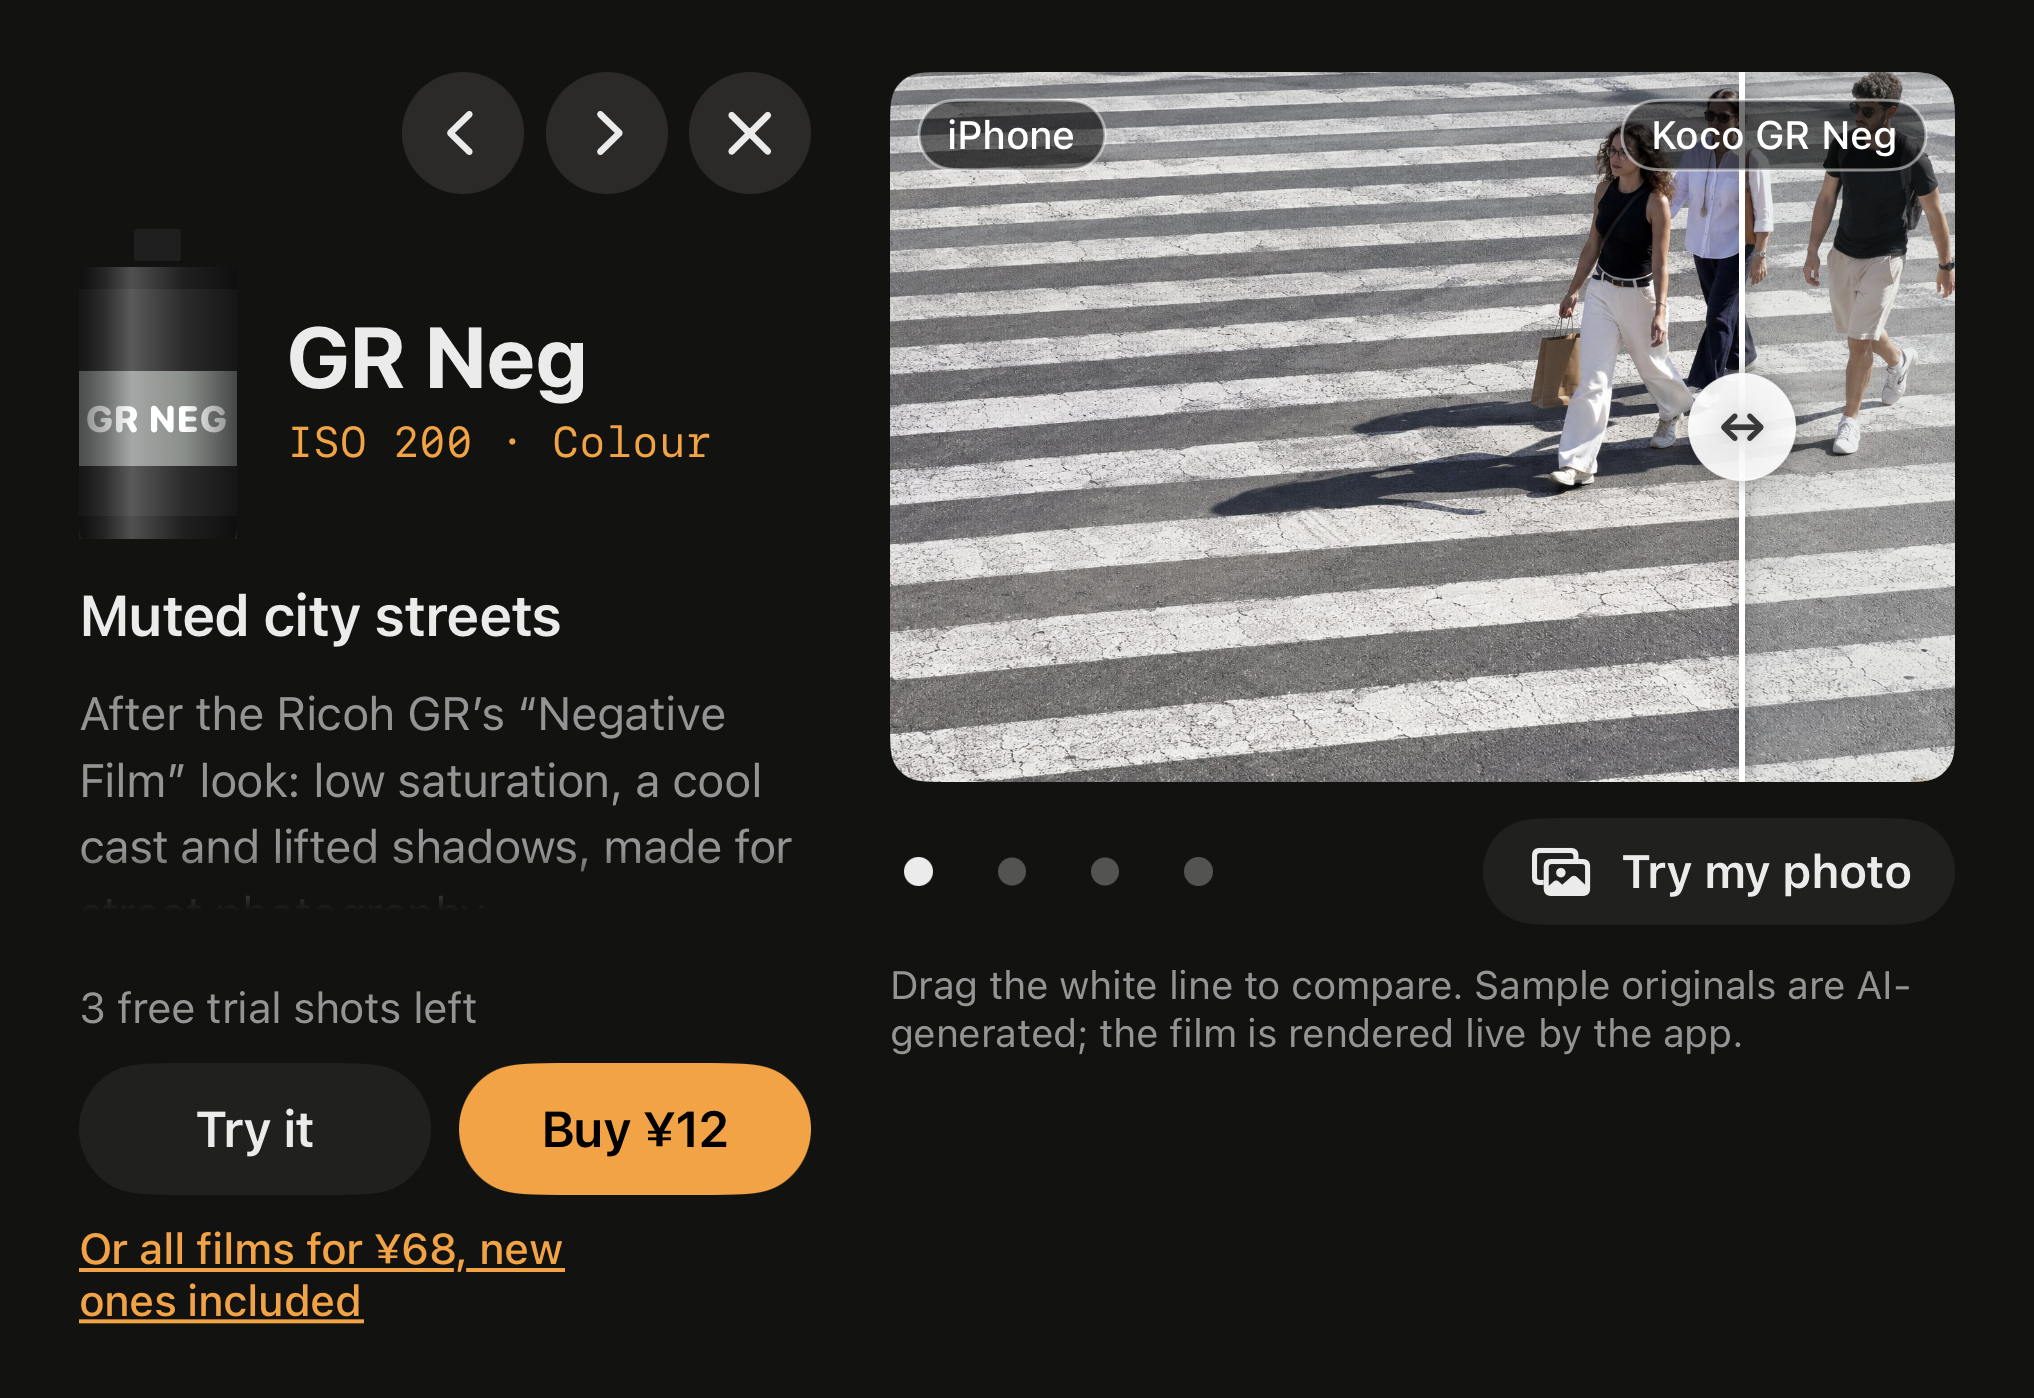 GR NEG
GR Neg
ISO 200 · Colour
Muted city streets
After the Ricoh GR’s “Negative
Film” look: low saturation, a cool
cast and lifted shadows, made for
street photography
3 free trial shots left
Try it
Buy ¥12
Or all films for ¥68, new
ones included
iPhone
Koco GR Neg
Try my photo
Drag the white line to compare. Sample originals are AI-
generated; the film is rendered live by the app.